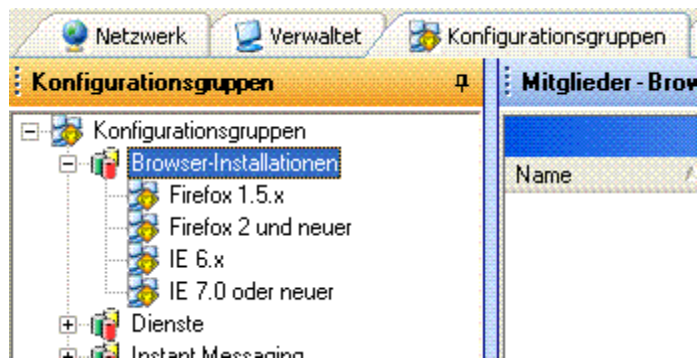 Netzwerk Verwaltet Konfigurationsgruppen
Konfigurationsgruppen
Mitglieder - Brow
Konfigurationsgruppen
Browser-Installationen
Firefox 1.5.x
Firefox 2 und neuer
IE 6.x
IE 7.0 oder neuer
Dienste
Instant Messaging
Name